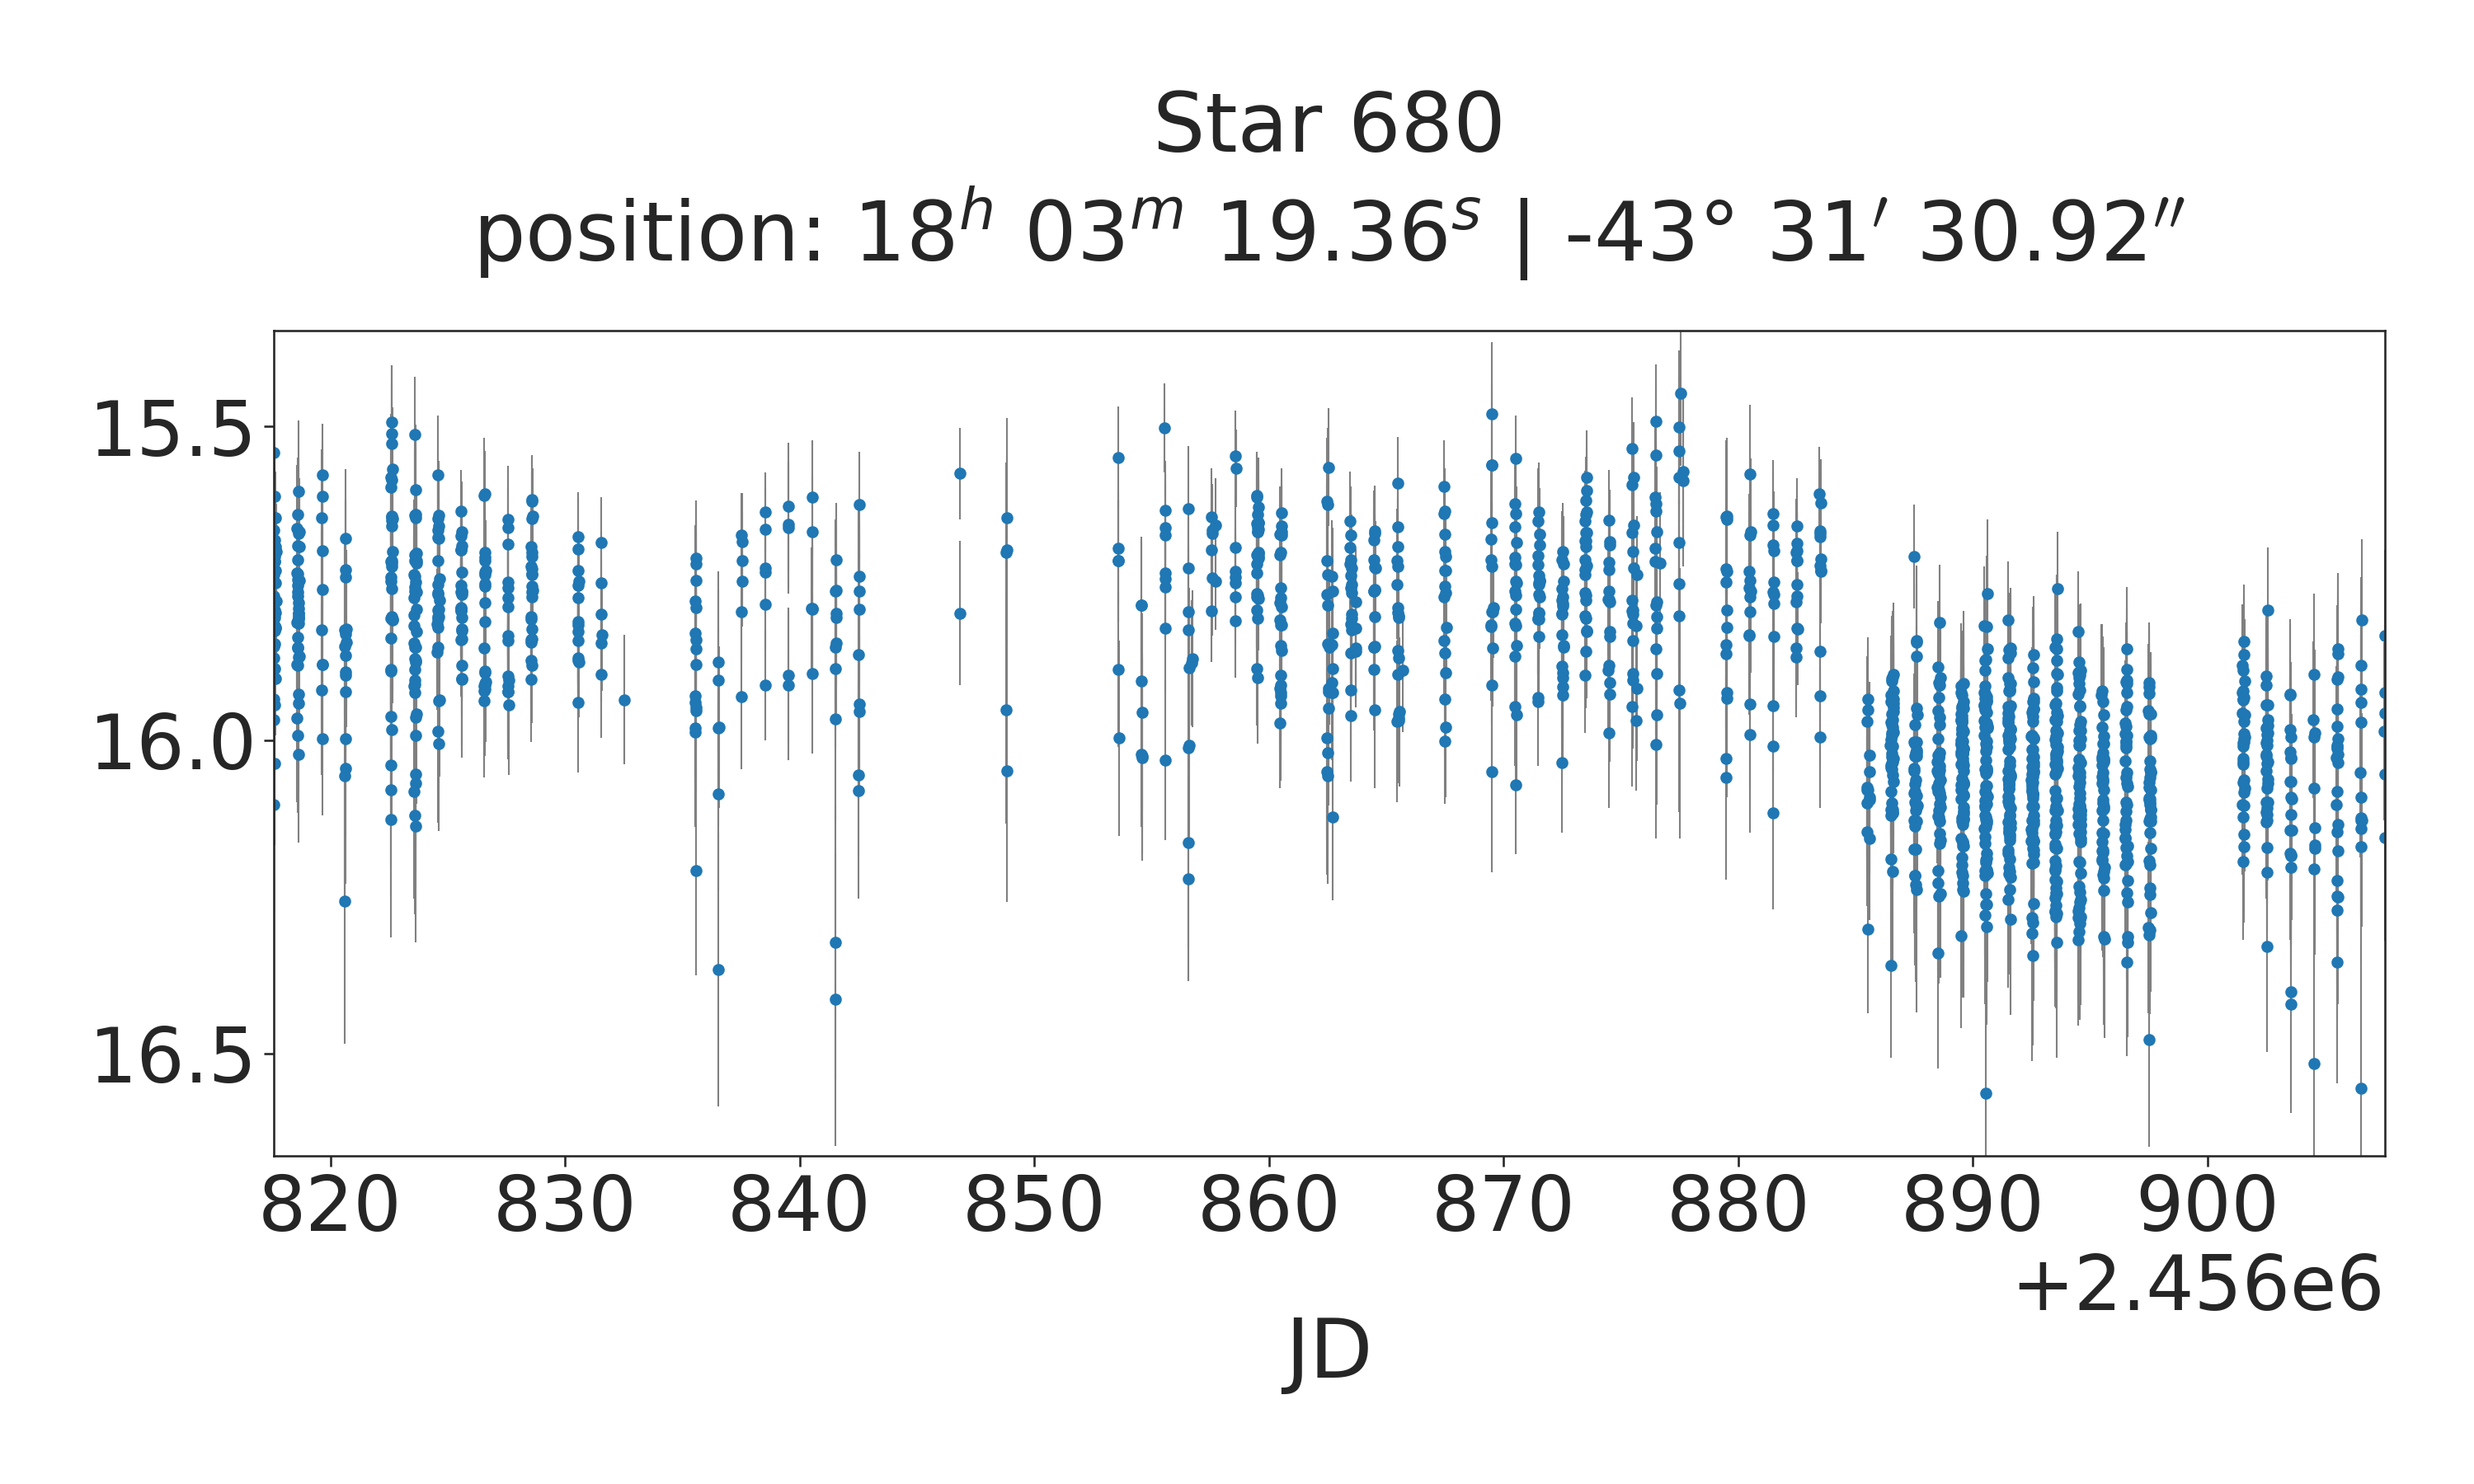 Star 680
position: 18h 03m 19.36s | -43° 31′ 30.92″
15.5
16.0
16.5
820 830 840 850 860 870 880 890 900
+2.456e6
JD